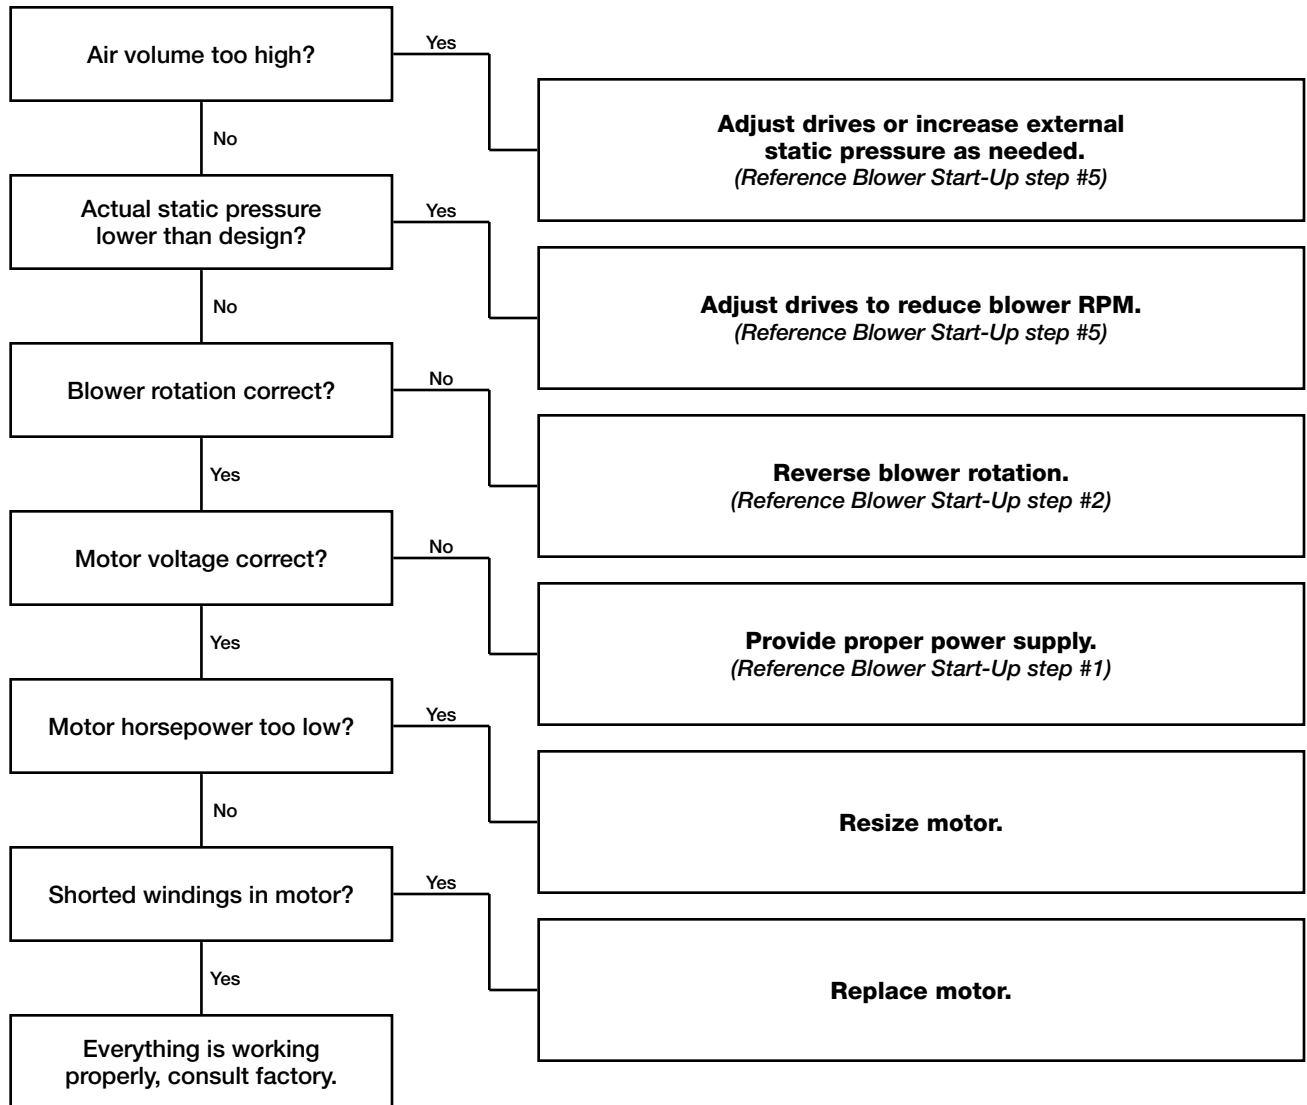 Air volume too high?
Yes
Adjust drives or increase external
static pressure as needed.
(Reference Blower Start-Up step #5)
No
Actual static pressure
lower than design?
Yes
Adjust drives to reduce blower RPM.
(Reference Blower Start-Up step #5)
No
Blower rotation correct?
No
Reverse blower rotation.
(Reference Blower Start-Up step #2)
Yes
Motor voltage correct?
No
Provide proper power supply.
(Reference Blower Start-Up step #1)
Yes
Motor horsepower too low?
Yes
Resize motor.
No
Shorted windings in motor?
Yes
Replace motor.
Yes
Everything is working
properly, consult factory.